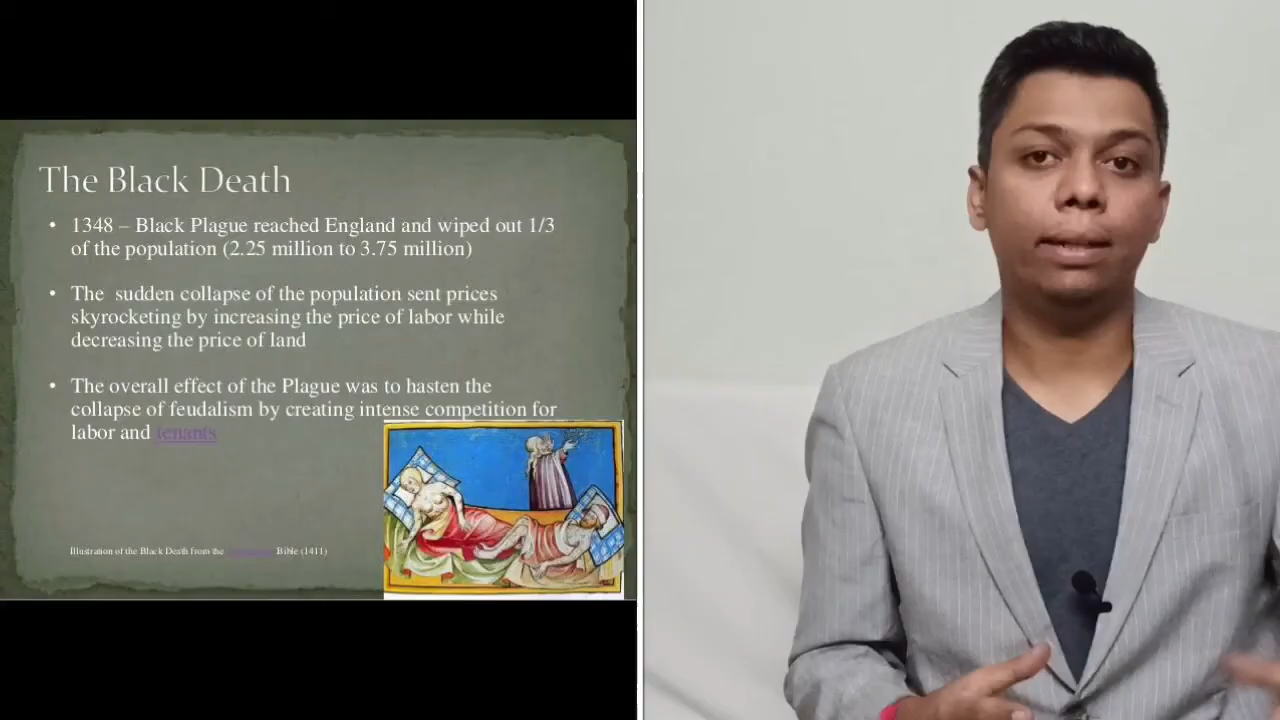 The Black Death
• 1348 – Black Plague reached England and wiped out 1/3
of the population (2.25 million to 3.75 million)
• The sudden collapse of the population sent prices
skyrocketing by increasing the price of labor while
decreasing the price of land
• The overall effect of the Plague was to hasten the
collapse of feudalism by creating intense competition for
labor and tenants
Illustration of the Black Death from the Bible (1411)